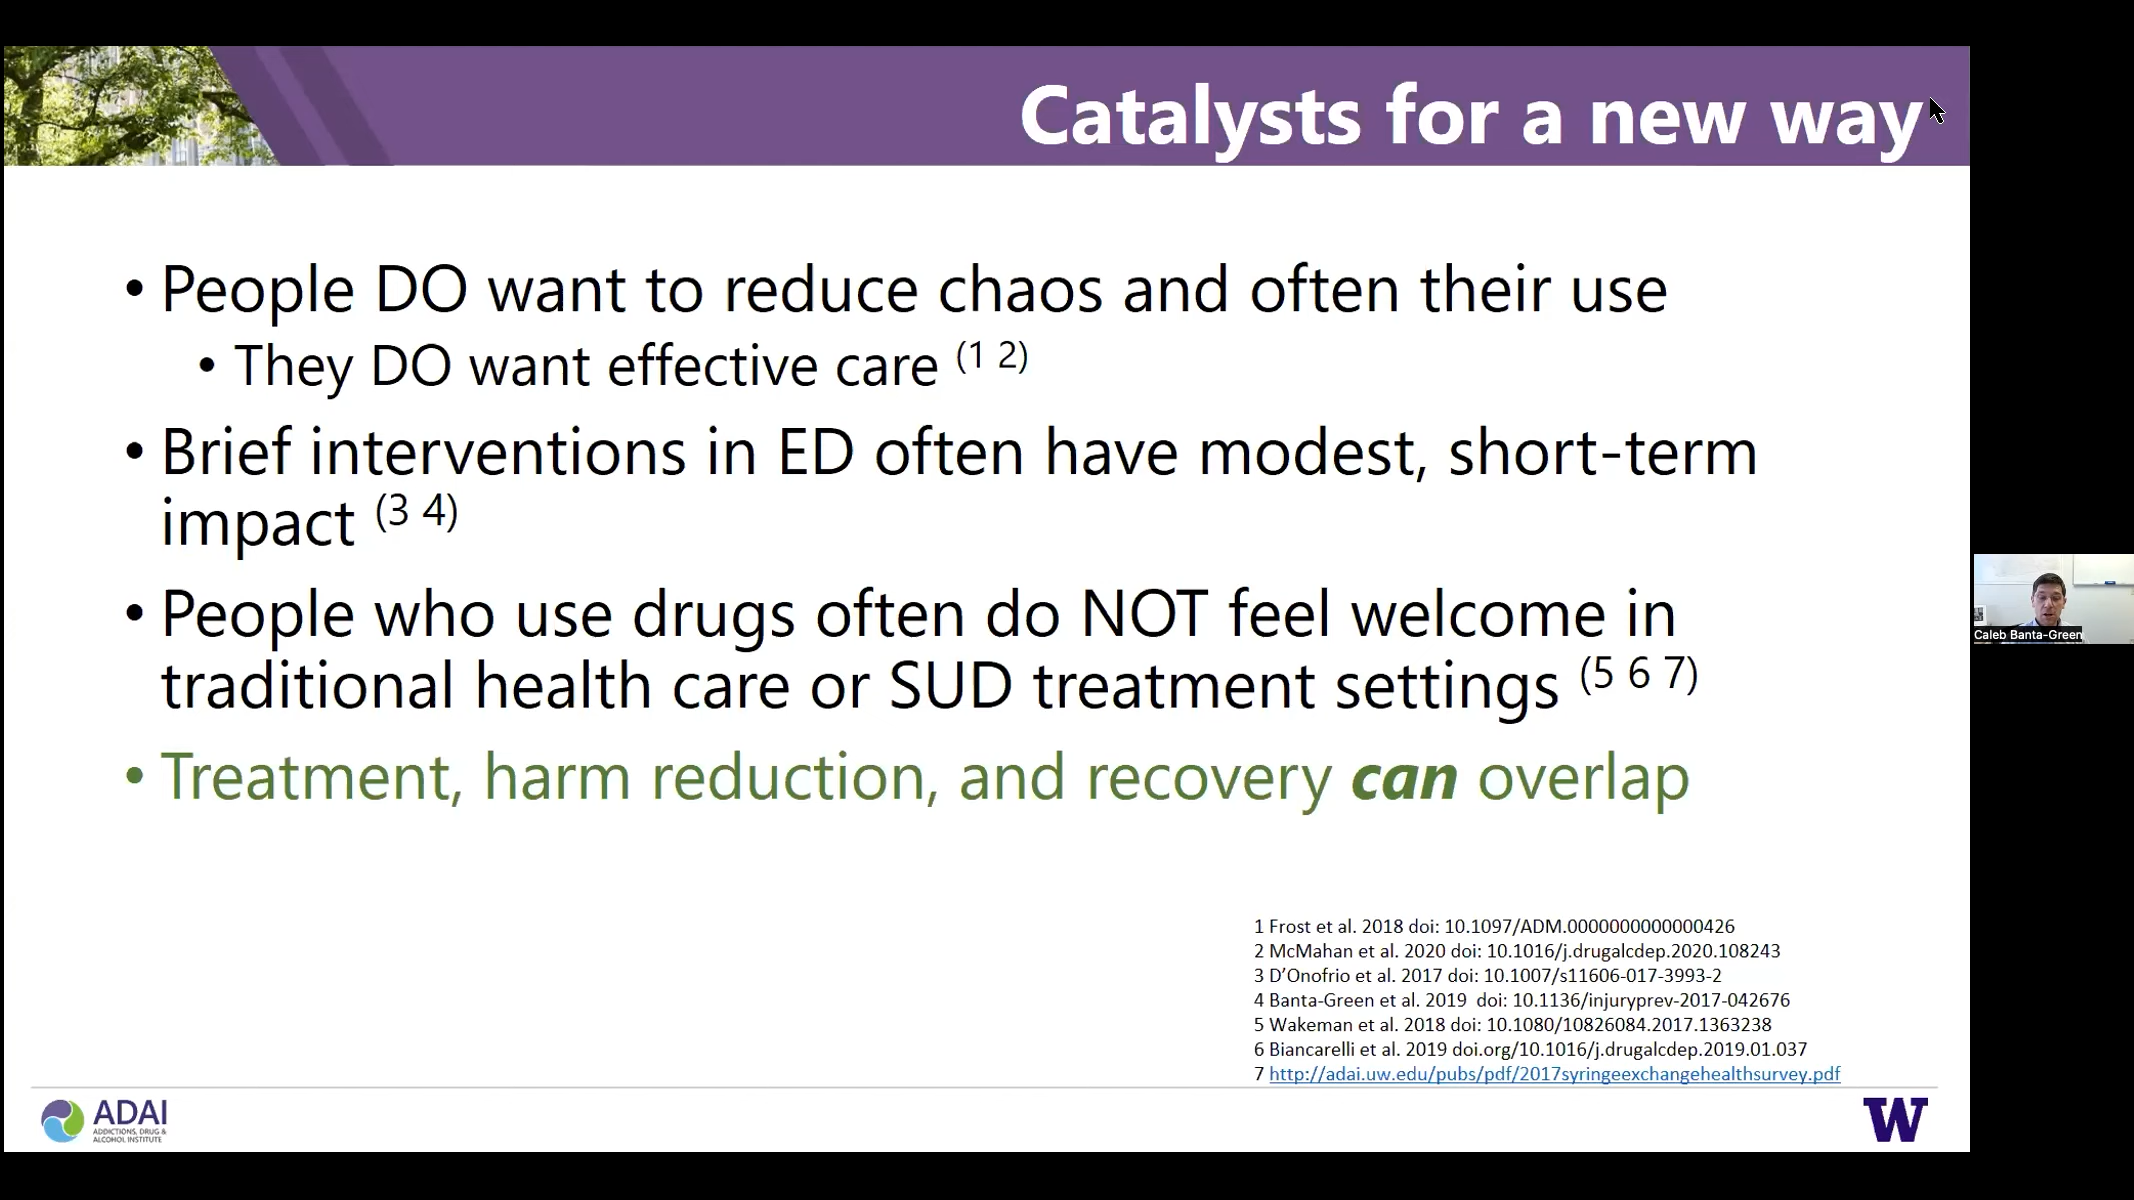 Catalysts for a new way
• People DO want to reduce chaos and often their use
• They DO want effective care (1 2)
• Brief interventions in ED often have modest, short-term
impact (3 4)
• People who use drugs often do NOT feel welcome in
traditional health care or SUD treatment settings (5 6 7)
• Treatment, harm reduction, and recovery can overlap
Caleb Banta-Green
1 Frost et al. 2018 doi: 10.1097/ADM.0000000000000426
2 McMahan et al. 2020 doi: 10.1016/j.drugalcdep.2020.108243
3 D’Onofrio et al. 2017 doi: 10.1007/s11606-017-3993-2
4 Banta-Green et al. 2019  doi: 10.1136/injuryprev-2017-042676
5 Wakeman et al. 2018 doi: 10.1080/10826084.2017.1363238
6 Biancarelli et al. 2019 doi.org/10.1016/j.drugalcdep.2019.01.037
7 http://adai.uw.edu/pubs/pdf/2017syringeexchangehealthsurvey.pdf
ADAI
ADDICTIONS, DRUG &
ALCOHOL INSTITUTE
W